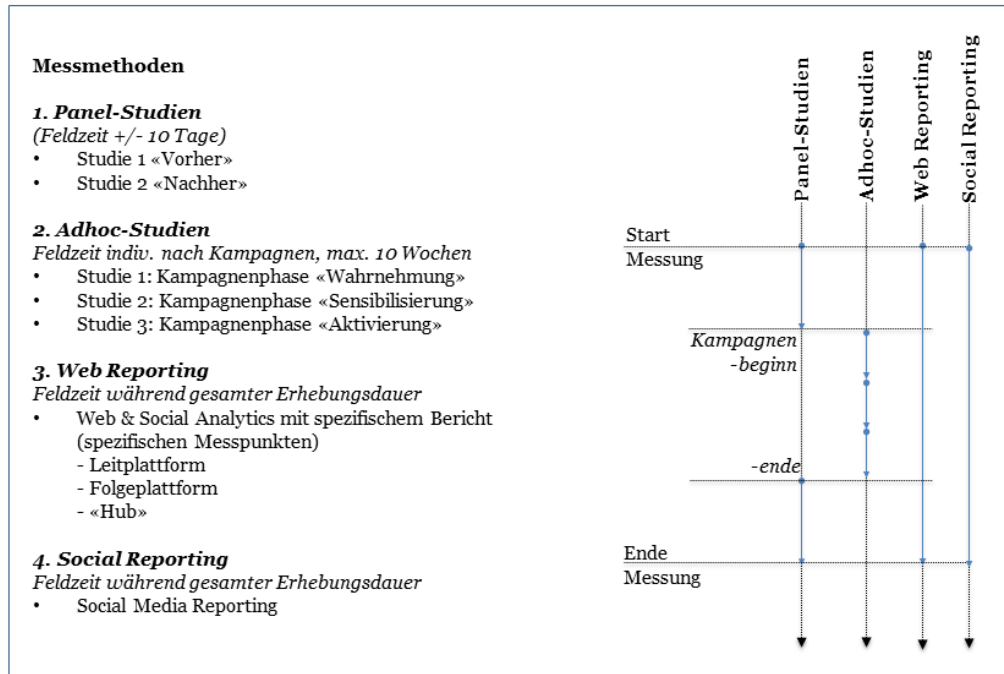 Messmethoden
1. Panel-Studien
(Feldzeit +/- 10 Tage)
• Studie 1 «Vorher»
• Studie 2 «Nachher»
2. Adhoc-Studien
Feldzeit indiv. nach Kampagnen, max. 10 Wochen
• Studie 1: Kampagnenphase «Wahrnehmung»
• Studie 2: Kampagnenphase «Sensibilisierung»
• Studie 3: Kampagnenphase «Aktivierung»
3. Web Reporting
Feldzeit während gesamter Erhebungsdauer
• Web & Social Analytics mit spezifischem Bericht
(spezifischen Messpunkten)
- Leitplattform
- Folgeplattform
- «Hub»
4. Social Reporting
Feldzeit während gesamter Erhebungsdauer
• Social Media Reporting
Panel-Studien
Adhoc-Studien
Web Reporting
Social Reporting
Start
Messung
Kampagnen
-beginn
-ende
Ende
Messung